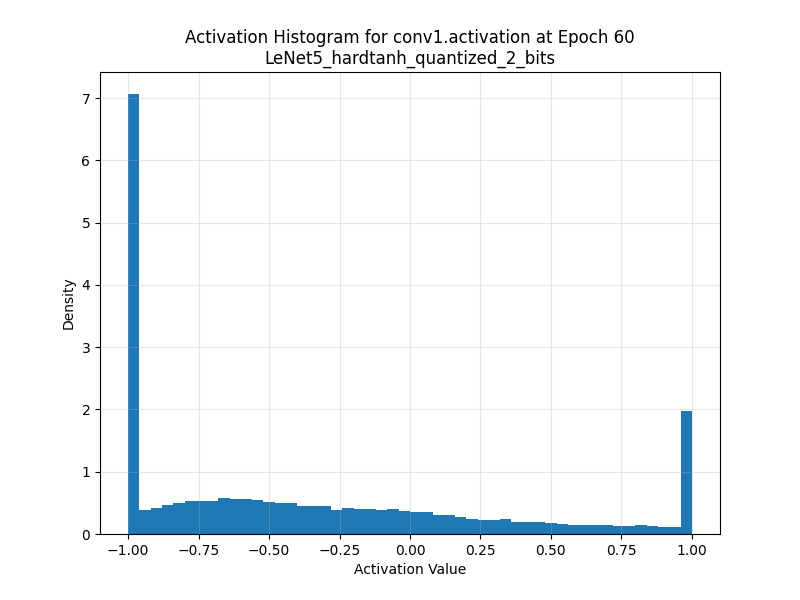 Activation Histogram for conv1.activation at Epoch 60
LeNet5_hardtanh_quantized_2_bits
Density
7
6
5
4
3
2
1
0
−1.00 −0.75 −0.50 −0.25 0.00 0.25 0.50 0.75 1.00
Activation Value